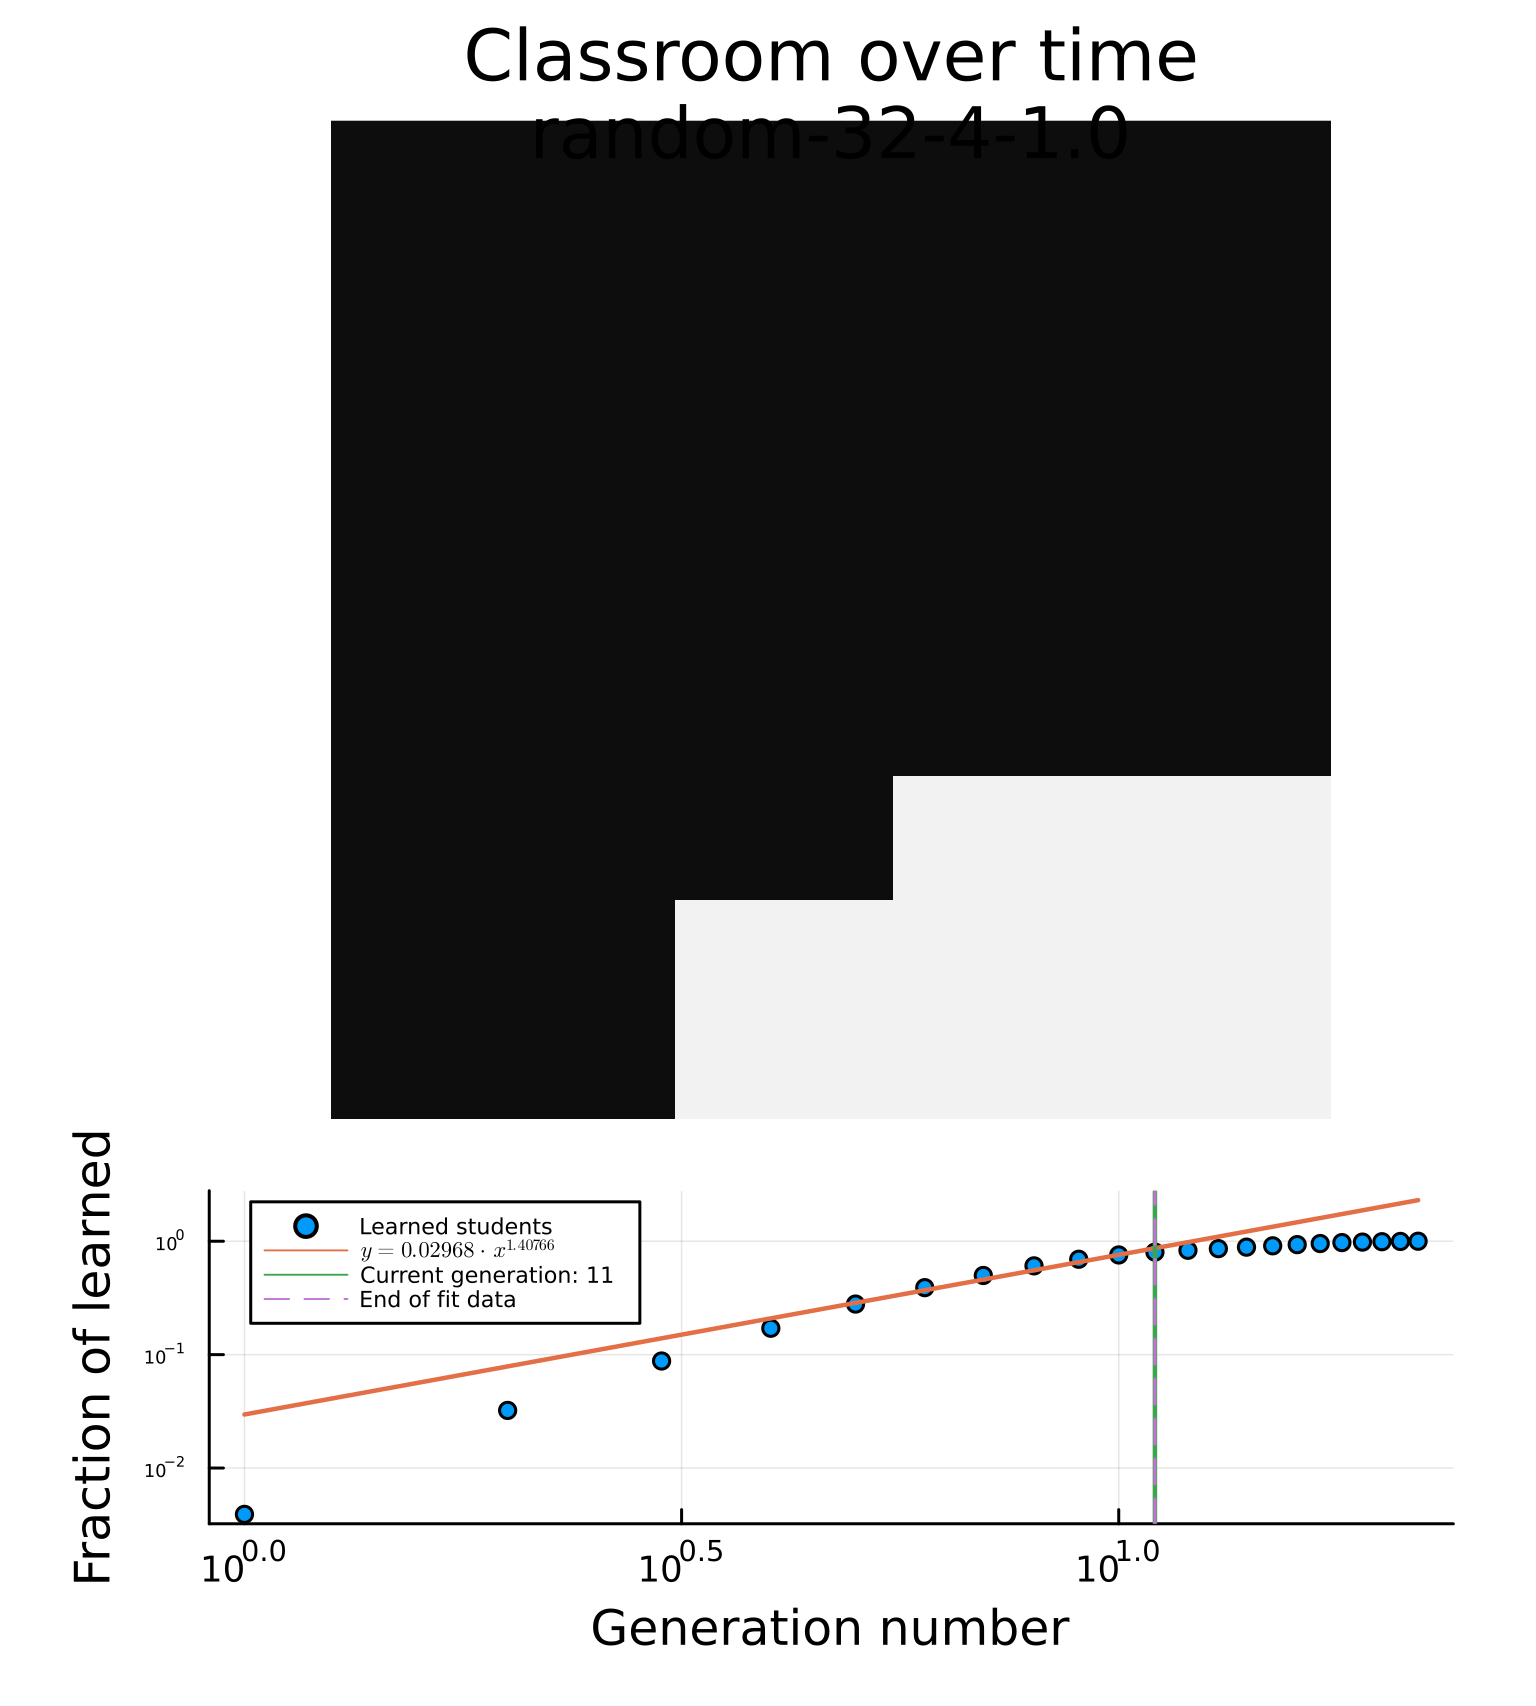 Classroom over time
random-32-4-1.0
Fraction of learned
Learned students
y = 0.02968 · x^1.40766
Current generation: 11
End of fit data
10^0
10^−1
10^−2
10^0.0
10^0.5
10^1.0
Generation number